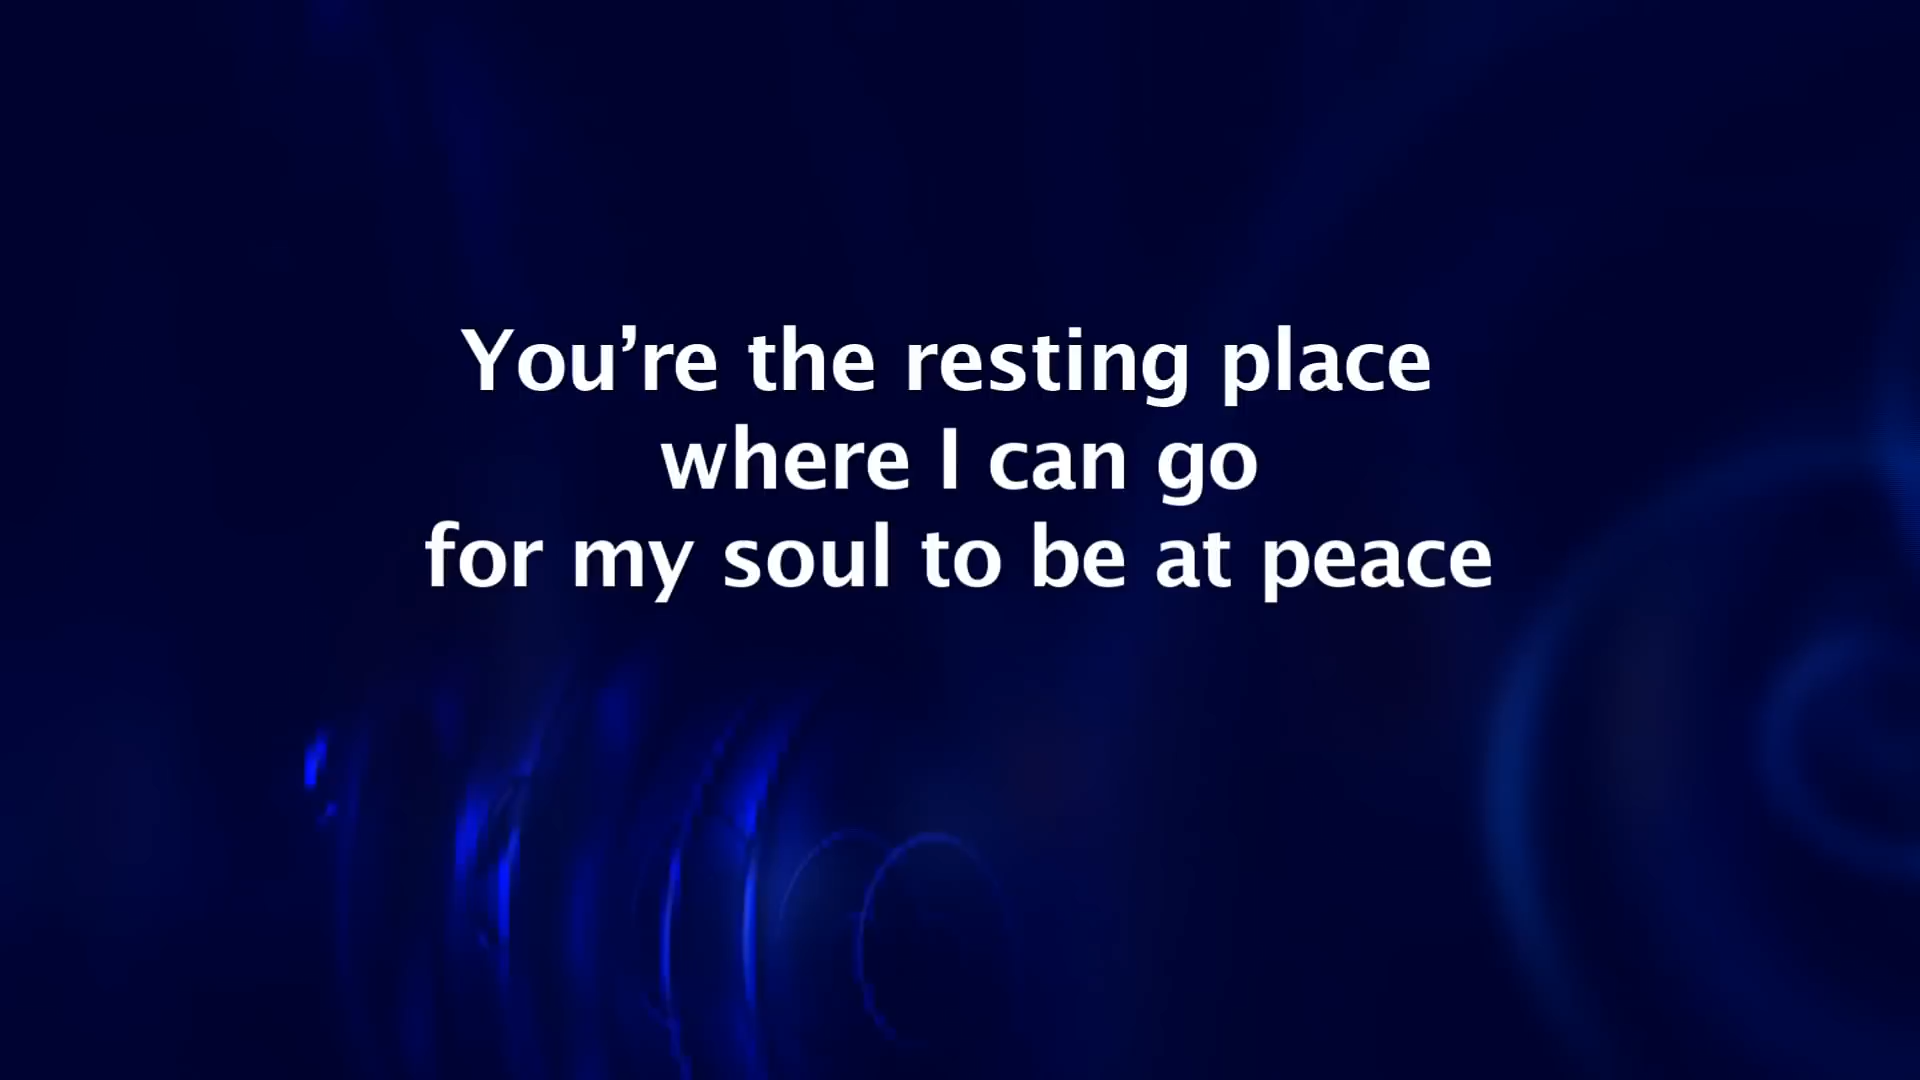 You’re the resting place
where I can go
for my soul to be at peace